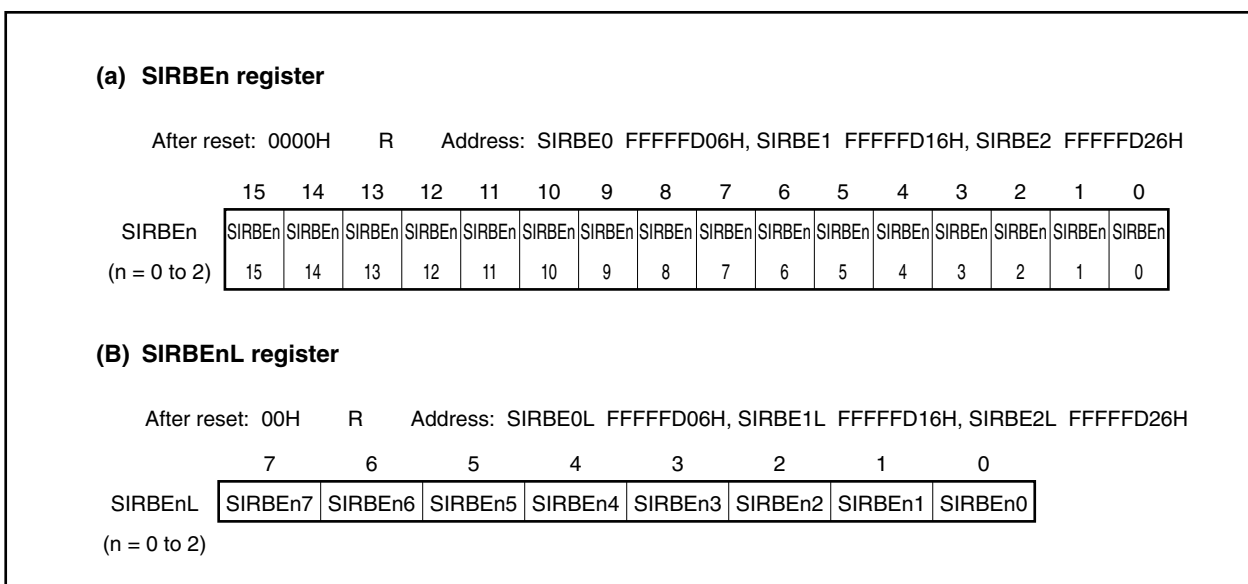 (a) SIRBEn register
After reset: 0000H R Address: SIRBE0 FFFFFD06H, SIRBE1 FFFFFD16H, SIRBE2 FFFFFD26H
15 14 13 12 11 10 9 8 7 6 5 4 3 2 1 0
SIRBEn SIRBEn SIRBEn SIRBEn SIRBEn SIRBEn SIRBEn SIRBEn SIRBEn SIRBEn SIRBEn SIRBEn SIRBEn SIRBEn SIRBEn SIRBEn SIRBEn
(n = 0 to 2) 15 14 13 12 11 10 9 8 7 6 5 4 3 2 1 0
(B) SIRBEnL register
After reset: 00H R Address: SIRBE0L FFFFFD06H, SIRBE1L FFFFFD16H, SIRBE2L FFFFFD26H
7 6 5 4 3 2 1 0
SIRBEnL SIRBEn7 SIRBEn6 SIRBEn5 SIRBEn4 SIRBEn3 SIRBEn2 SIRBEn1 SIRBEn0
(n = 0 to 2)